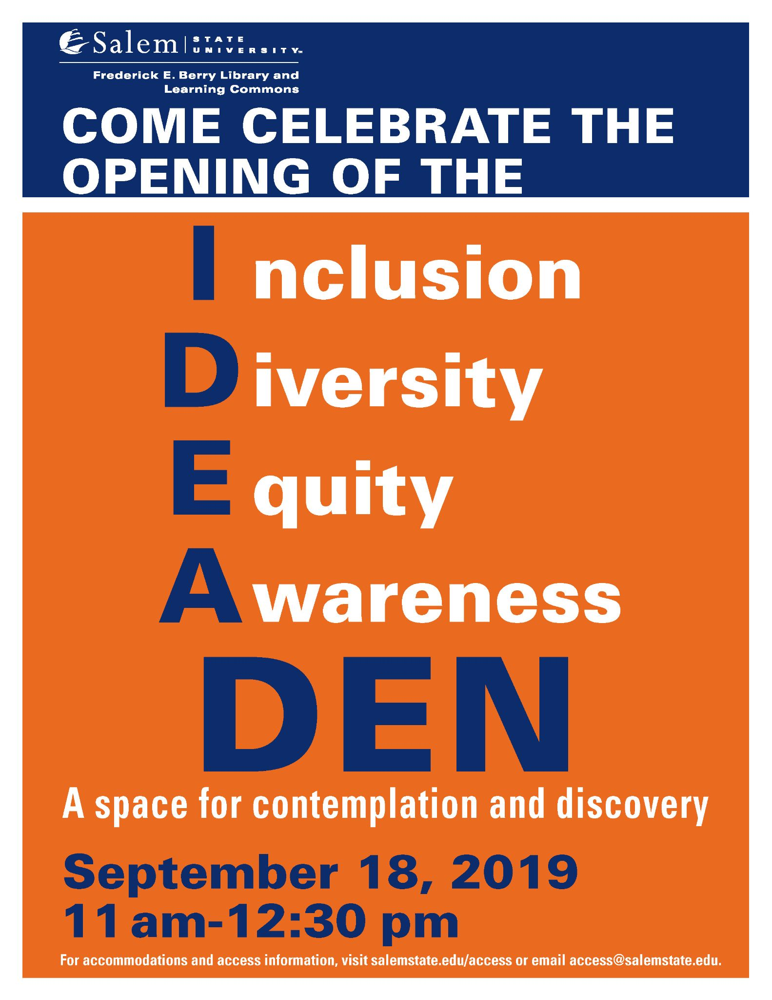 Salem STATE UNIVERSITY™
Frederick E. Berry Library and
Learning Commons
COME CELEBRATE THE
OPENING OF THE
Inclusion
Diversity
Equity
Awareness
DEN
A space for contemplation and discovery
September 18, 2019
11 am-12:30 pm
For accommodations and access information, visit salemstate.edu/access or email access@salemstate.edu.